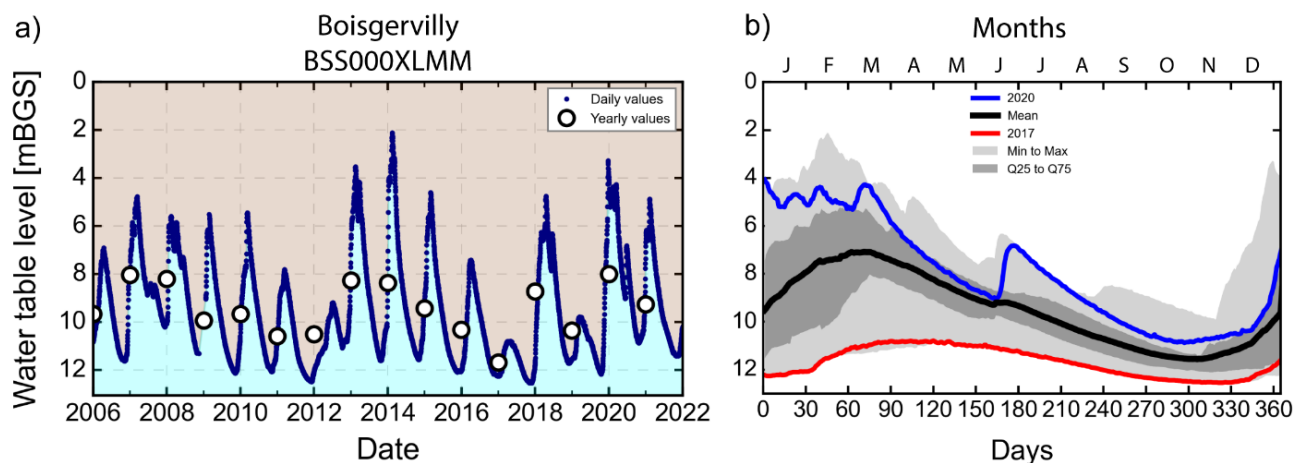 a)
Boisgervilly
BSS000XLMM
Water table level [mBGS]
0
2
4
6
8
10
12
Daily values
Yearly values
2006 2008 2010 2012 2014 2016 2018 2020 2022
Date
b)
Months
J F M A M J J A S O N D
0
2
4
6
8
10
12
2020
Mean
2017
Min to Max
Q25 to Q75
0 30 60 90 120 150 180 210 240 270 300 330 365
Days